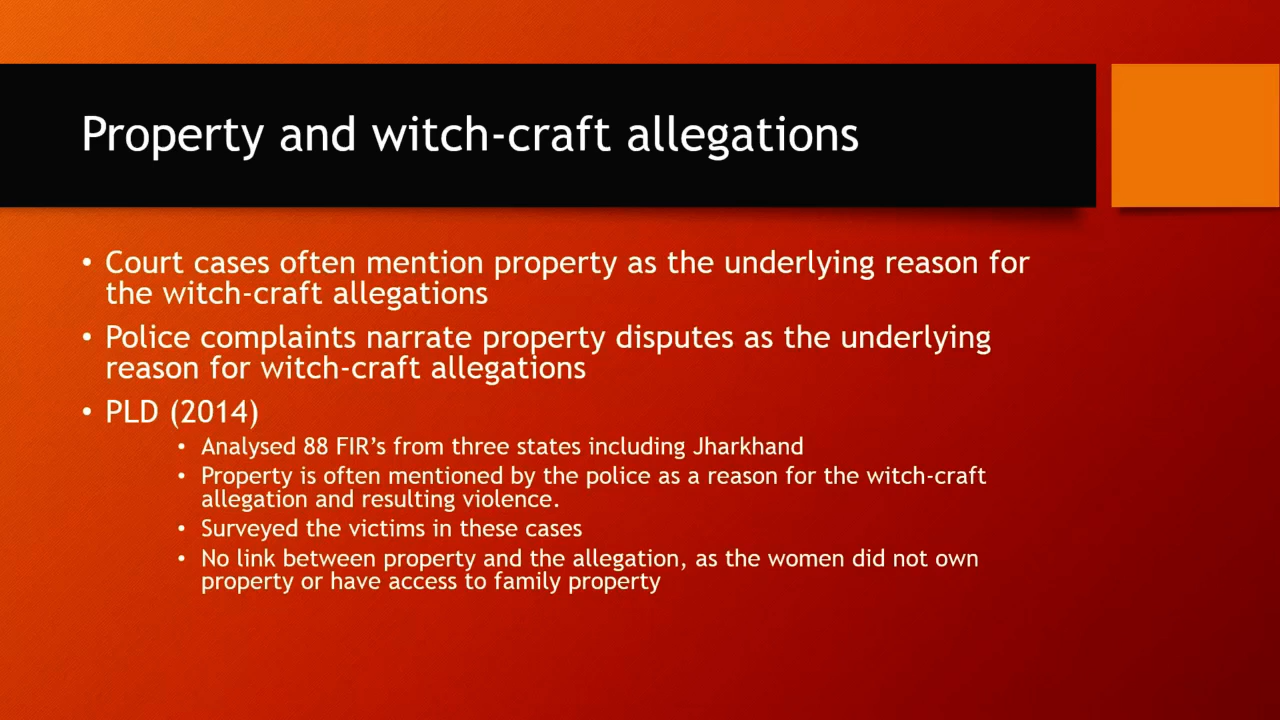 Property and witch-craft allegations
• Court cases often mention property as the underlying reason for
the witch-craft allegations
• Police complaints narrate property disputes as the underlying
reason for witch-craft allegations
• PLD (2014)
• Analysed 88 FIR’s from three states including Jharkhand
• Property is often mentioned by the police as a reason for the witch-craft
allegation and resulting violence.
• Surveyed the victims in these cases
• No link between property and the allegation, as the women did not own
property or have access to family property